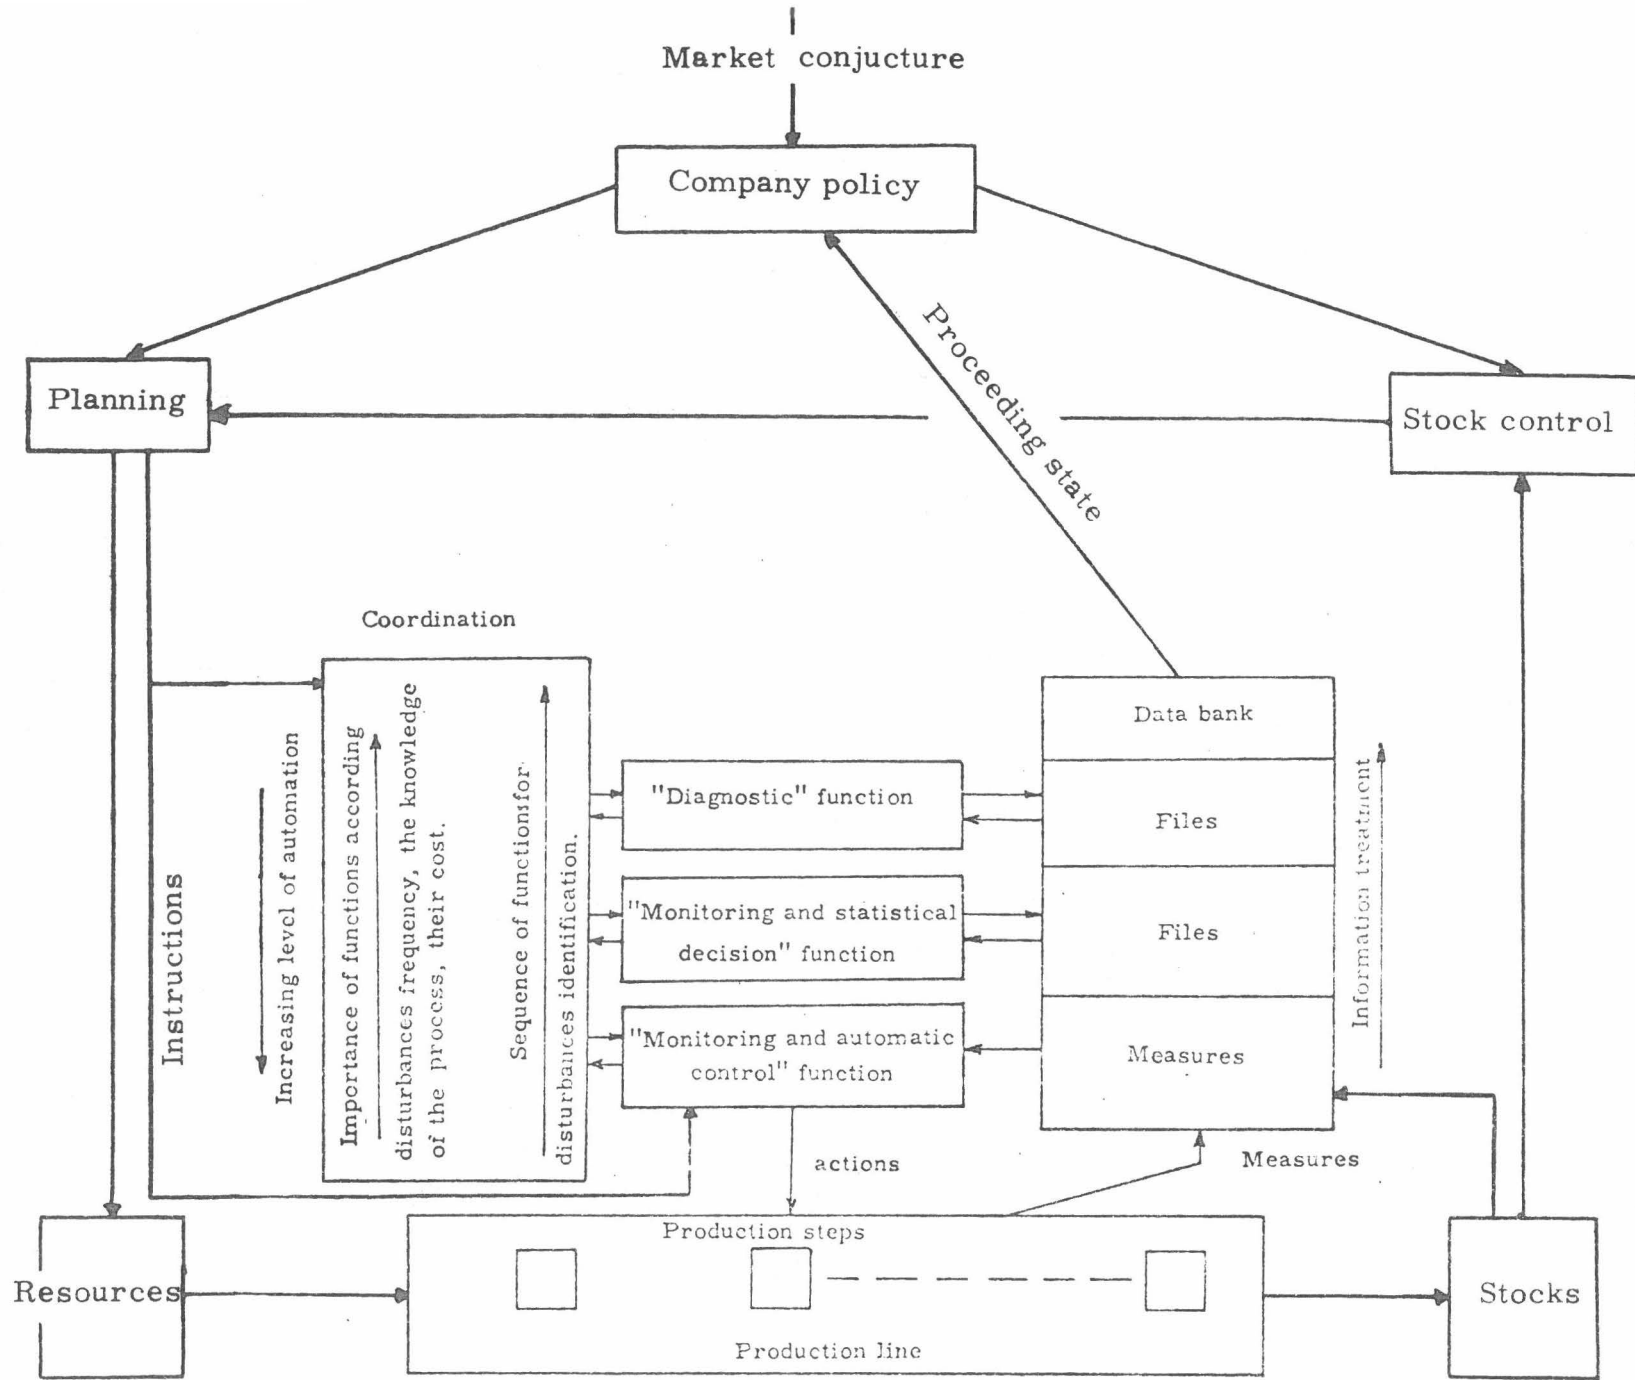 Market conjucture
Company policy
Proceeding state
Planning
Stock control
Coordination
Instructions
Increasing level of automation
Importance of functions according
disturbances frequency, the knowledge
of the process, their cost.
Sequence of functions for
disturbances identification.
"Diagnostic" function
"Monitoring and statistical
decision" function
"Monitoring and automatic
control" function
Data bank
Files
Files
Measures
Information treatment
actions
Measures
Resources
Production steps
Production line
Stocks